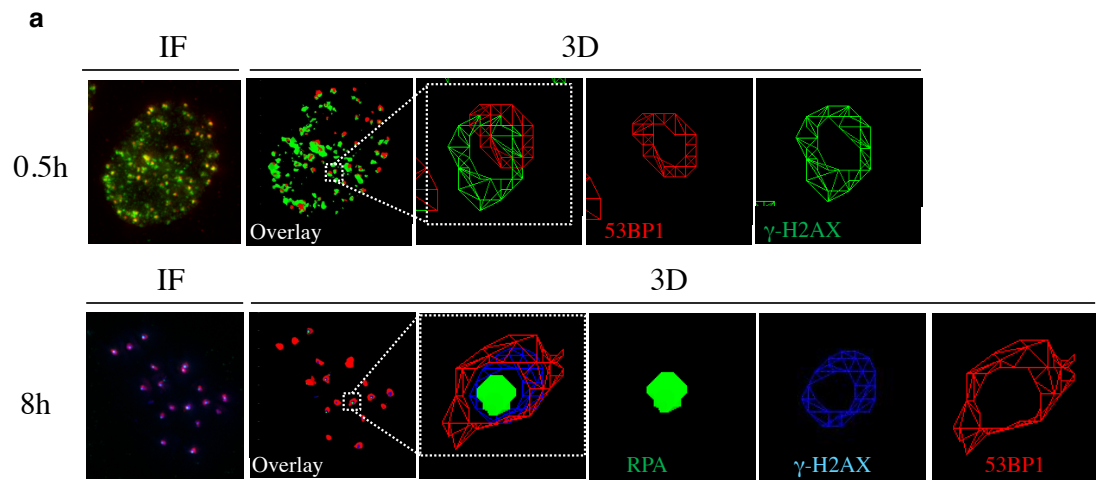 a
IF 3D
0.5h
Overlay 53BP1 γ-H2AX
IF 3D
8h
Overlay RPA γ-H2AX 53BP1